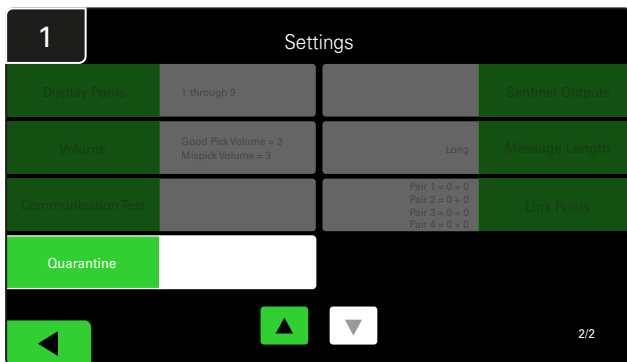 1
Settings
Display Pools
1 through 9
Sentinel Outputs
Volume
Good Pick Volume = 3
Mispick Volume = 3
Long
Message Length
Communication Test
Pair 1 = 0 + 0
Pair 2 = 0 + 0
Pair 3 = 0 + 0
Pair 4 = 0 + 0
Link Pools
Quarantine
2/2